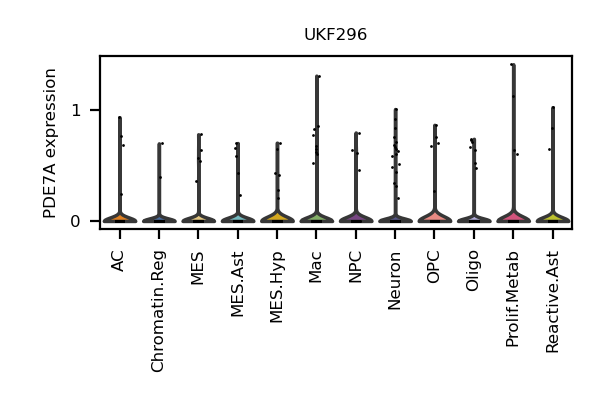 UKF296
PDE7A expression
1
0
AC
Chromatin.Reg
MES
MES.Ast
MES.Hyp
Mac
NPC
Neuron
OPC
Oligo
Prolif.Metab
Reactive.Ast